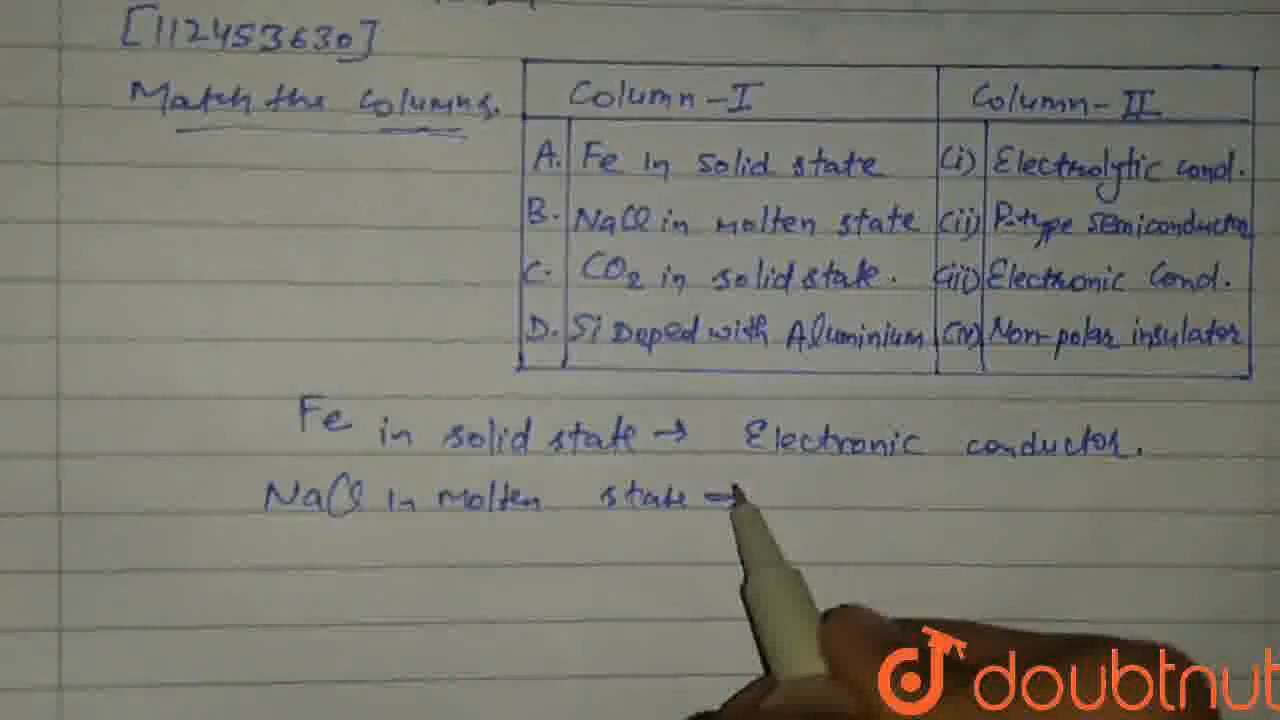 [112453630]
Match the Columns.
Column-I Column-II
A. Fe in solid state (i) Electrolytic cond.
B. NaCl in molten state (ii) P-type semiconductor
C. CO2 in solid state. (iii) Electronic Cond.
D. Si Doped with Aluminium (iv) Non-polar insulator
Fe in solid state → Electronic conductor.
NaCl in molten state →
doubtnut